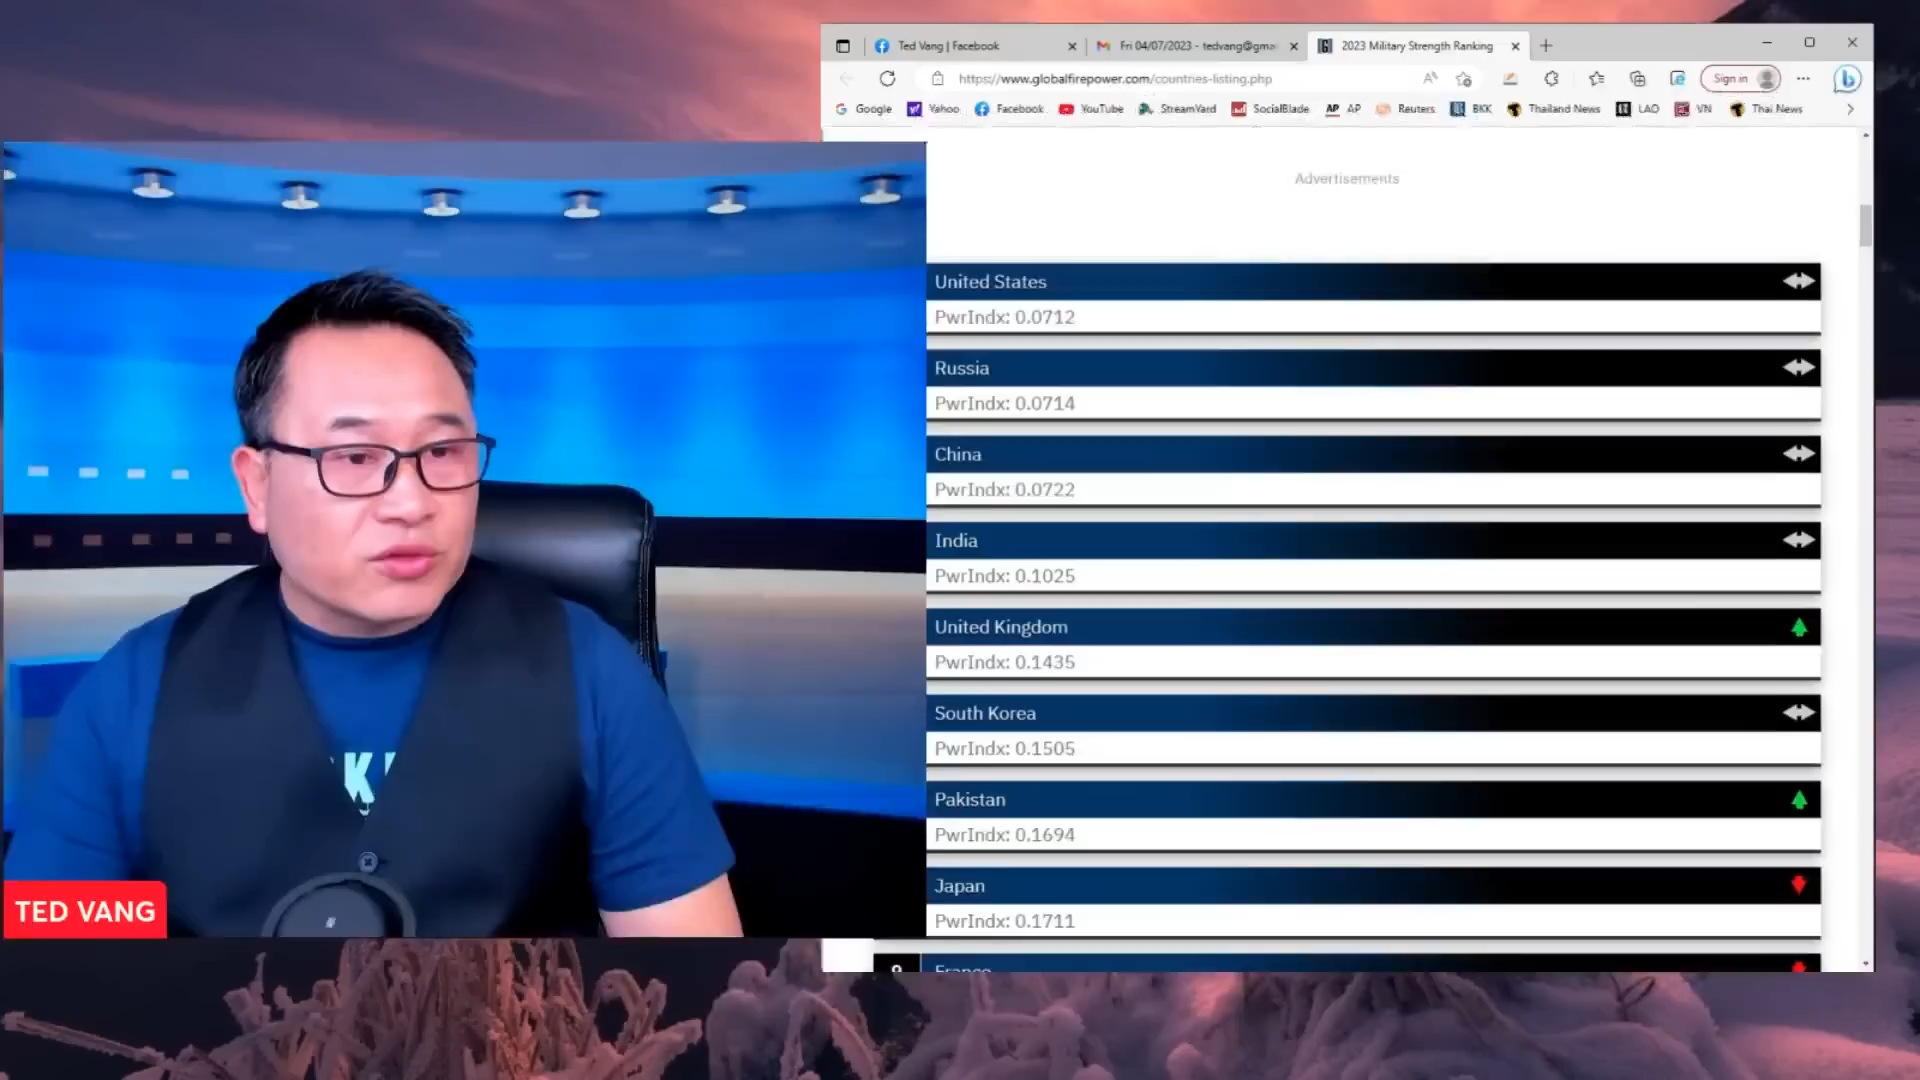 Ted Vang | Facebook
Fri 04/07/2023 - tedvang@gma
2023 Military Strength Ranking
https://www.globalfirepower.com/countries-listing.php
Sign in
Google
Yahoo
Facebook
YouTube
StreamYard
SocialBlade
AP AP
Reuters
BKK
Thailand News
LAO
VN
Thai News
Advertisements
United States
PwrIndx: 0.0712
Russia
PwrIndx: 0.0714
China
PwrIndx: 0.0722
India
PwrIndx: 0.1025
United Kingdom
PwrIndx: 0.1435
South Korea
PwrIndx: 0.1505
Pakistan
PwrIndx: 0.1694
Japan
PwrIndx: 0.1711
9
France
K
TED VANG